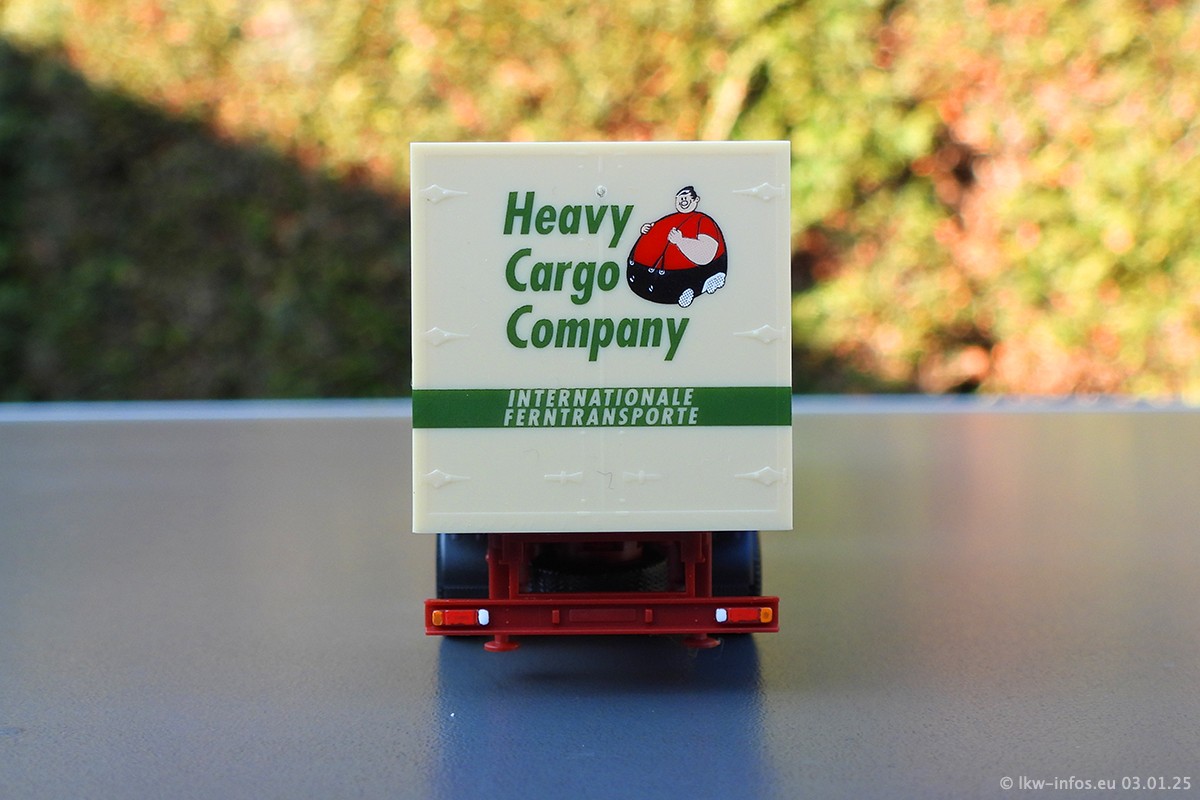 Heavy
Cargo
Company
INTERNATIONALE
FERNTRANSPORTE
© lkw-infos.eu 03.01.25